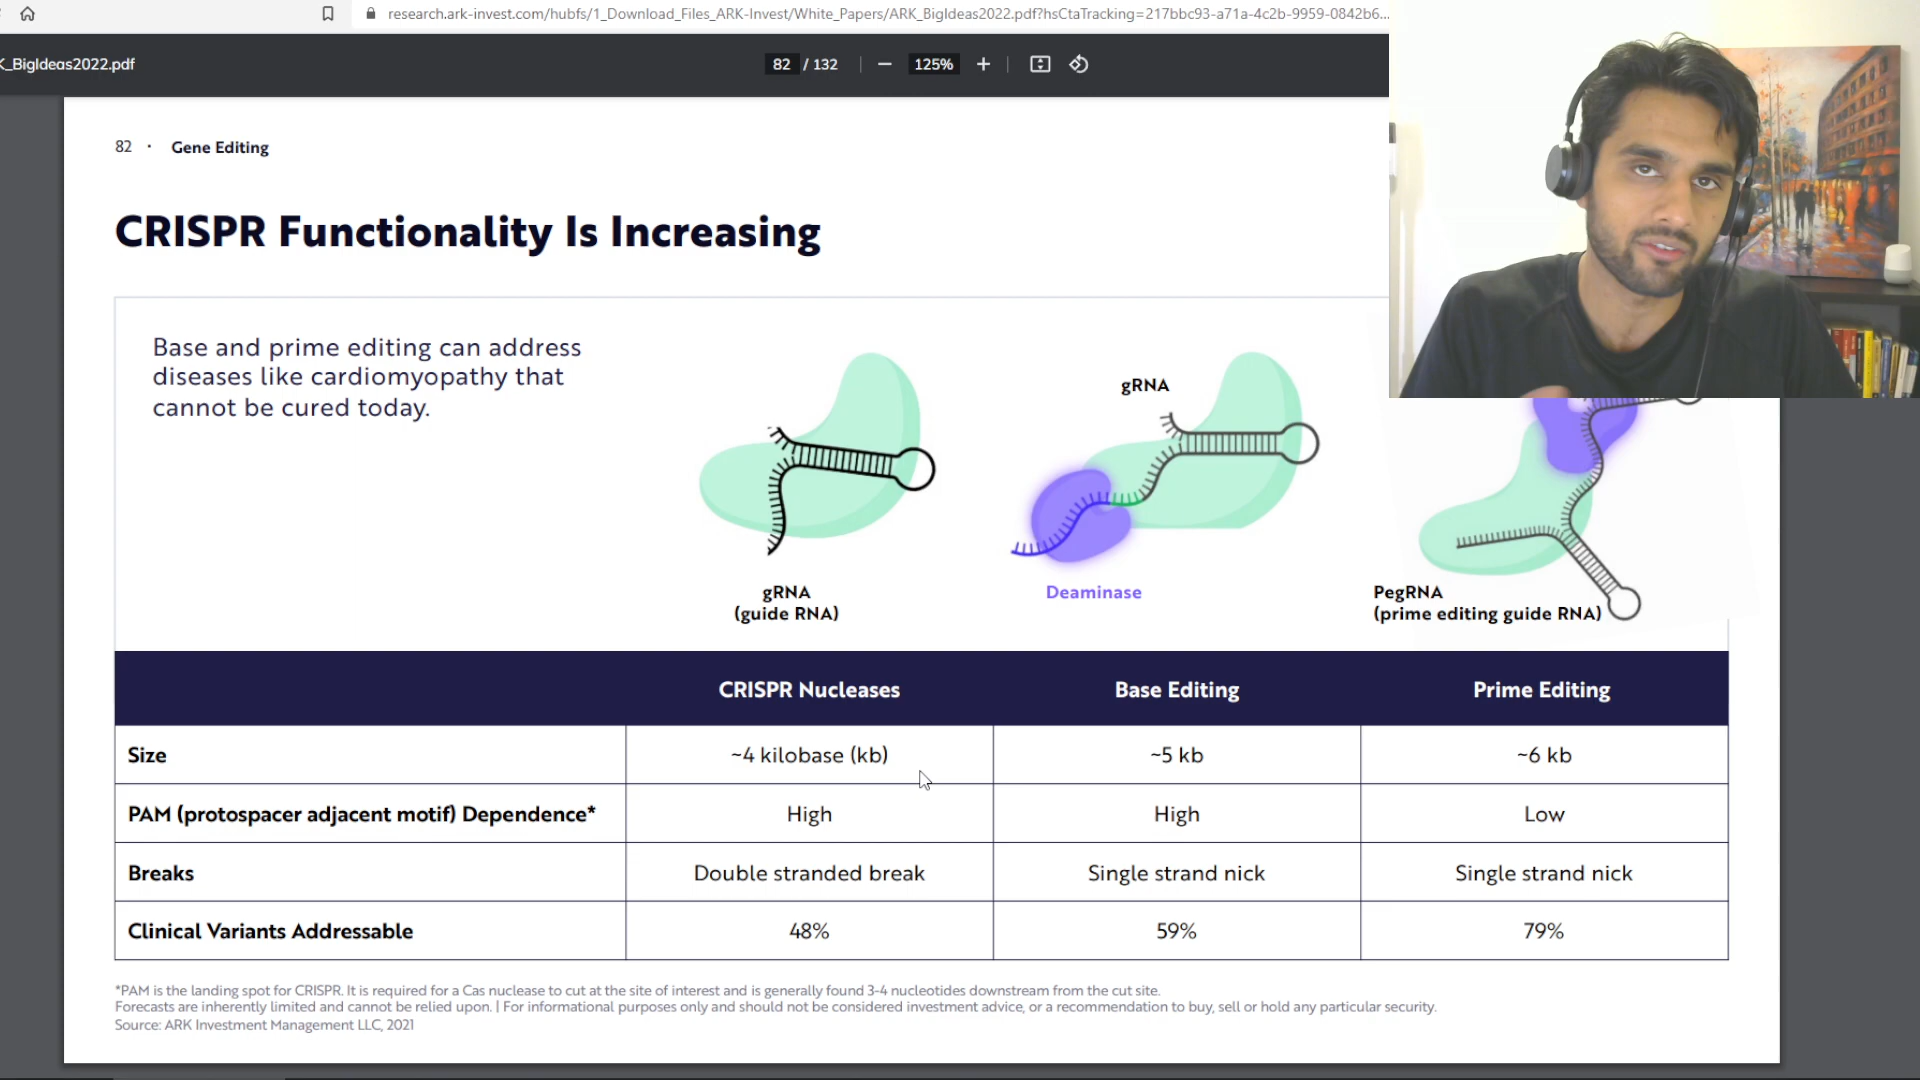 research.ark-invest.com/hubfs/1_Download_Files_ARK-Invest/White_Papers/ARK_BigIdeas2022.pdf?hsCtaTracking=217bbc93-a71a-4c2b-9959-0842b6...
K_BigIdeas2022.pdf
82 / 132
125%
82 · Gene Editing
CRISPR Functionality Is Increasing
Base and prime editing can address
diseases like cardiomyopathy that
cannot be cured today.
gRNA
gRNA
(guide RNA)
Deaminase
PegRNA
(prime editing guide RNA)
CRISPR Nucleases Base Editing Prime Editing
Size ~4 kilobase (kb) ~5 kb ~6 kb
PAM (protospacer adjacent motif) Dependence* High High Low
Breaks Double stranded break Single strand nick Single strand nick
Clinical Variants Addressable 48% 59% 79%
*PAM is the landing spot for CRISPR. It is required for a Cas nuclease to cut at the site of interest and is generally found 3-4 nucleotides downstream from the cut site.
Forecasts are inherently limited and cannot be relied upon. | For informational purposes only and should not be considered investment advice, or a recommendation to buy, sell or hold any particular security.
Source: ARK Investment Management LLC, 2021